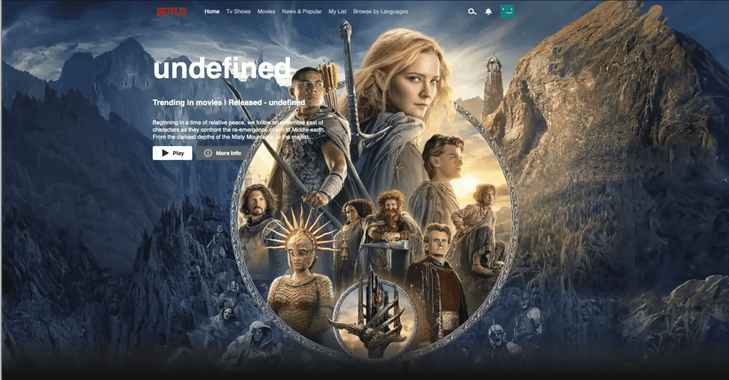 NETFLIX
Home Tv Shows Movies News & Popular My List Browse by Languages
undefined
Trending in movies | Released - undefined
Beginning in a time of relative peace, we follow an ensemble cast of
characters as they confront the re-emergence of evil to Middle-earth.
From the darkest depths of the Misty Mountains, to the majest...
Play More Info